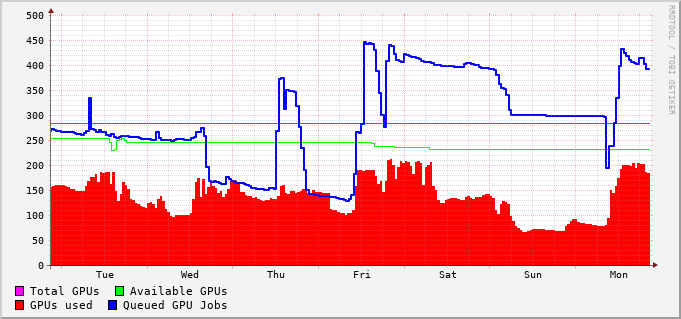 500
450
400
350
300
250
200
150
100
50
0
Tue Wed Thu Fri Sat Sun Mon
Total GPUs Available GPUs
GPUs used Queued GPU Jobs
RRDTOOL / TOBI OETIKER